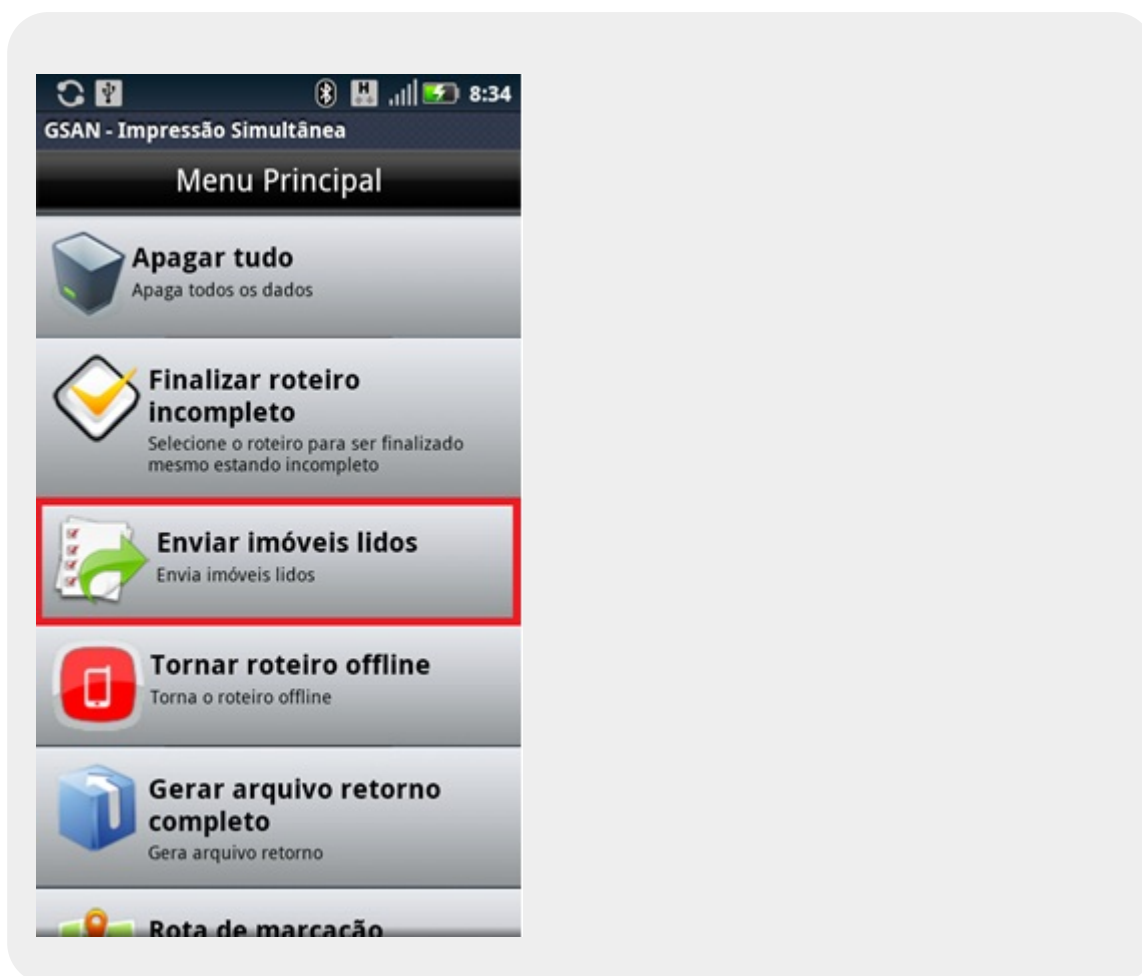 8:34
GSAN - Impressão Simultânea
Menu Principal
Apagar tudo
Apaga todos os dados
Finalizar roteiro
incompleto
Selecione o roteiro para ser finalizado
mesmo estando incompleto
Enviar imóveis lidos
Envia imóveis lidos
Tornar roteiro offline
Torna o roteiro offline
Gerar arquivo retorno
completo
Gera arquivo retorno
Rota de marcação